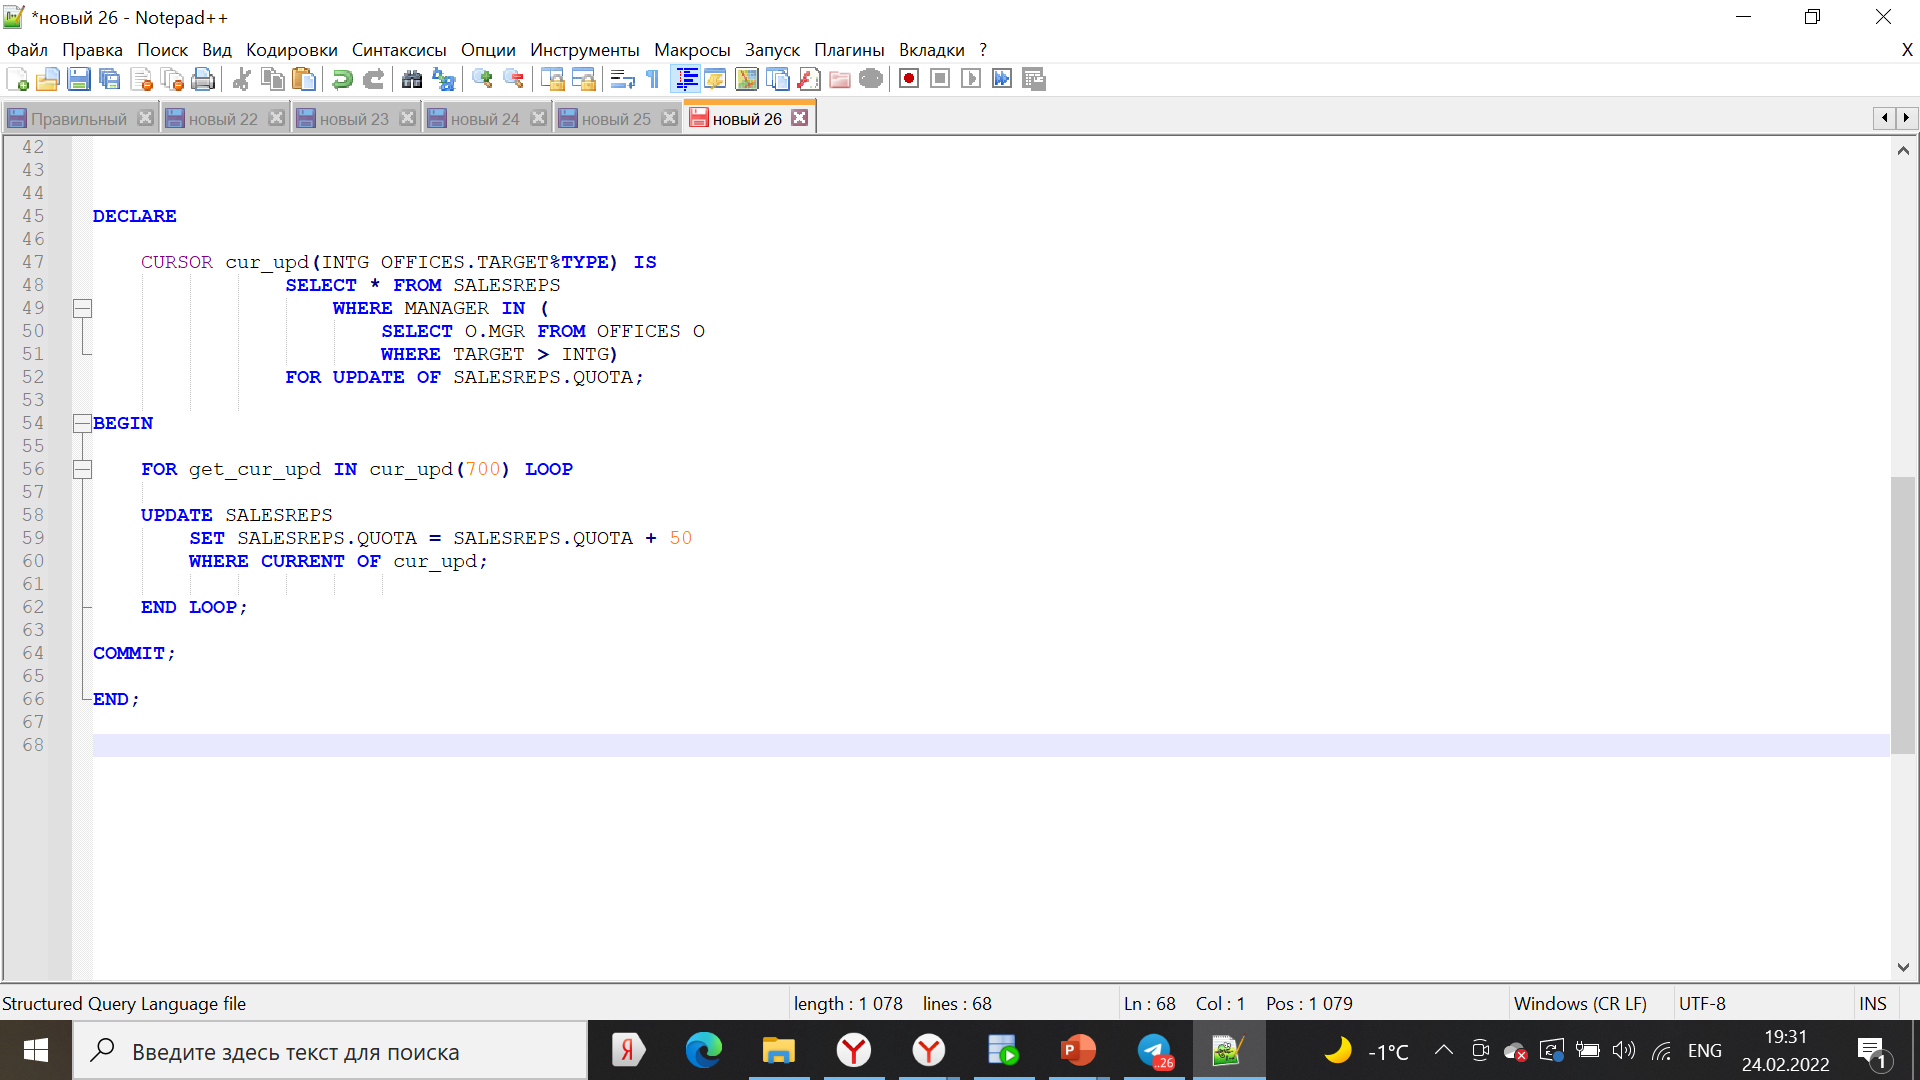 *новый 26 - Notepad++
Файл Правка Поиск Вид Кодировки Синтаксисы Опции Инструменты Макросы Запуск Плагины Вкладки ? X
Правильный новый 22 новый 23 новый 24 новый 25 новый 26
42
43
44
45 DECLARE
46
47 CURSOR cur_upd(INTG OFFICES.TARGET%TYPE) IS
48 SELECT * FROM SALESREPS
49 WHERE MANAGER IN (
50 SELECT O.MGR FROM OFFICES O
51 WHERE TARGET > INTG)
52 FOR UPDATE OF SALESREPS.QUOTA;
53
54 BEGIN
55
56 FOR get_cur_upd IN cur_upd(700) LOOP
57
58 UPDATE SALESREPS
59 SET SALESREPS.QUOTA = SALESREPS.QUOTA + 50
60 WHERE CURRENT OF cur_upd;
61
62 END LOOP;
63
64 COMMIT;
65
66 END;
67
68
Structured Query Language file length : 1 078 lines : 68 Ln : 68 Col : 1 Pos : 1 079 Windows (CR LF) UTF-8 INS
Введите здесь текст для поиска Я Y Y P ..26 -1°C ENG 19:31 1
24.02.2022